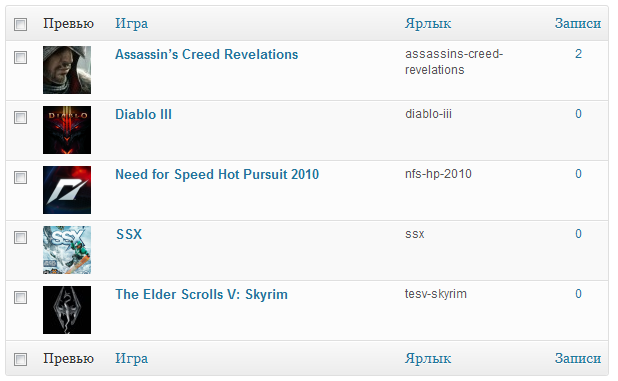 Превью Игра Ярлык Записи
Assassin’s Creed Revelations assassins-creed- 2
revelations
DIABLO
Diablo III diablo-iii 0
Need for Speed Hot Pursuit 2010 nfs-hp-2010 0
SSX
SSX ssx 0
The Elder Scrolls V: Skyrim tesv-skyrim 0
Превью Игра Ярлык Записи